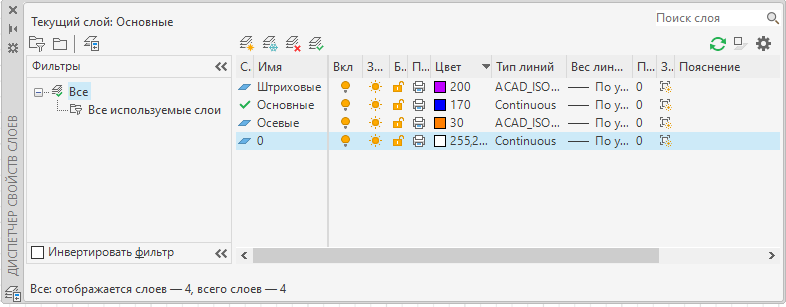 Текущий слой: Основные
Поиск слоя
Фильтры
Все
Все используемые слои
Инвертировать фильтр
С. Имя Вкл З... Б.. П... Цвет Тип линий Вес лин... П... З.. Пояснение
Штриховые 200 ACAD_ISO... По у... 0
Основные 170 Continuous По у... 0
Осевые 30 ACAD_ISO... По у... 0
0 255,2... Continuous По у... 0
Все: отображается слоев — 4, всего слоев — 4
ДИСПЕТЧЕР СВОЙСТВ СЛОЕВ